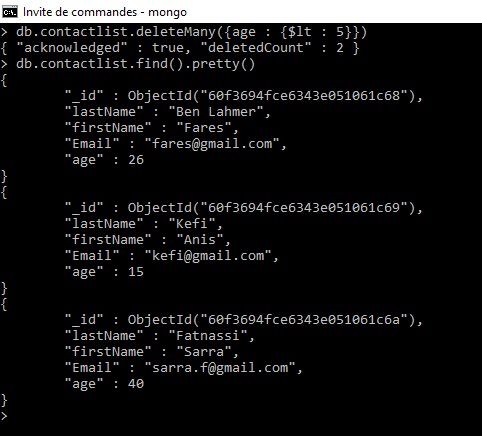 Invite de commandes - mongo
> db.contactlist.deleteMany({age : {$lt : 5}})
{ "acknowledged" : true, "deletedCount" : 2 }
> db.contactlist.find().pretty()
{
        "_id" : ObjectId("60f3694fce6343e051061c68"),
        "lastName" : "Ben Lahmer",
        "firstName" : "Fares",
        "Email" : "fares@gmail.com",
        "age" : 26
}
{
        "_id" : ObjectId("60f3694fce6343e051061c69"),
        "lastName" : "Kefi",
        "firstName" : "Anis",
        "Email" : "kefi@gmail.com",
        "age" : 15
}
{
        "_id" : ObjectId("60f3694fce6343e051061c6a"),
        "lastName" : "Fatnassi",
        "firstName" : "Sarra",
        "Email" : "sarra.f@gmail.com",
        "age" : 40
}
>